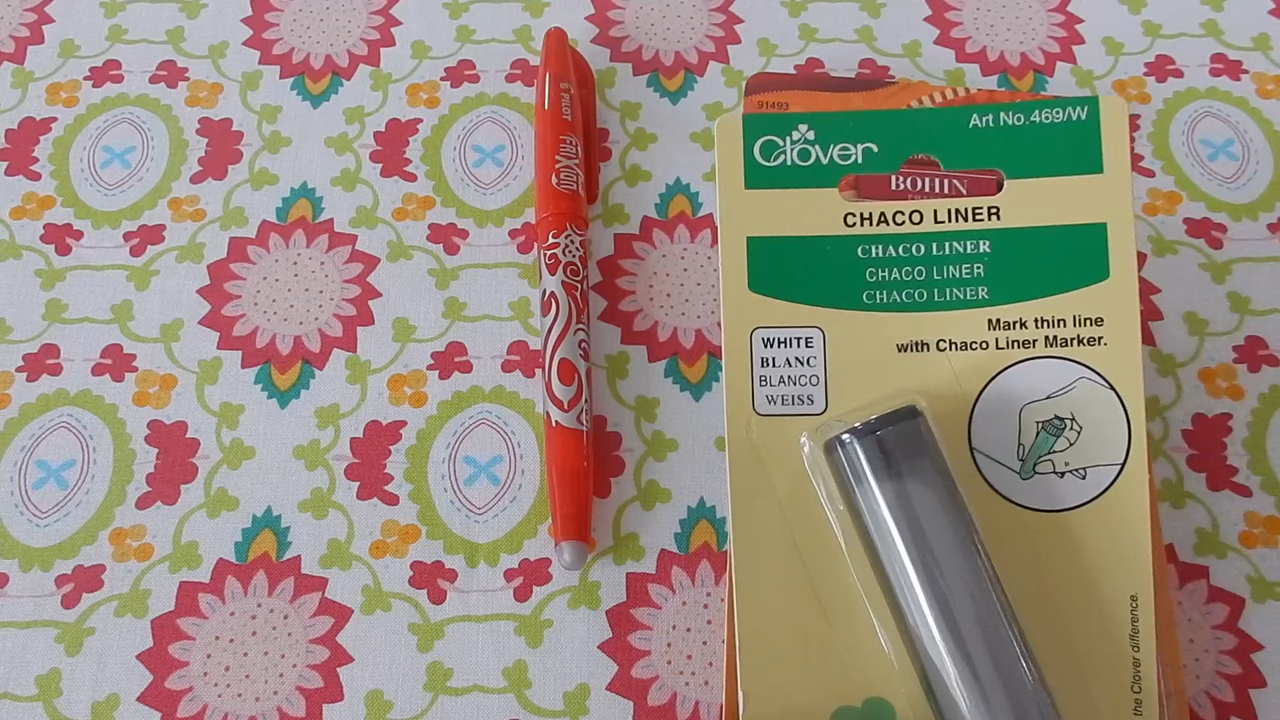 PILOT
FriXion
91493
Clover
Art No.469/W
BOHIN
CHACO LINER
CHACO LINER
CHACO LINER
CHACO LINER
Mark thin line
with Chaco Liner Marker.
WHITE
BLANC
BLANCO
WEISS
the Clover difference.